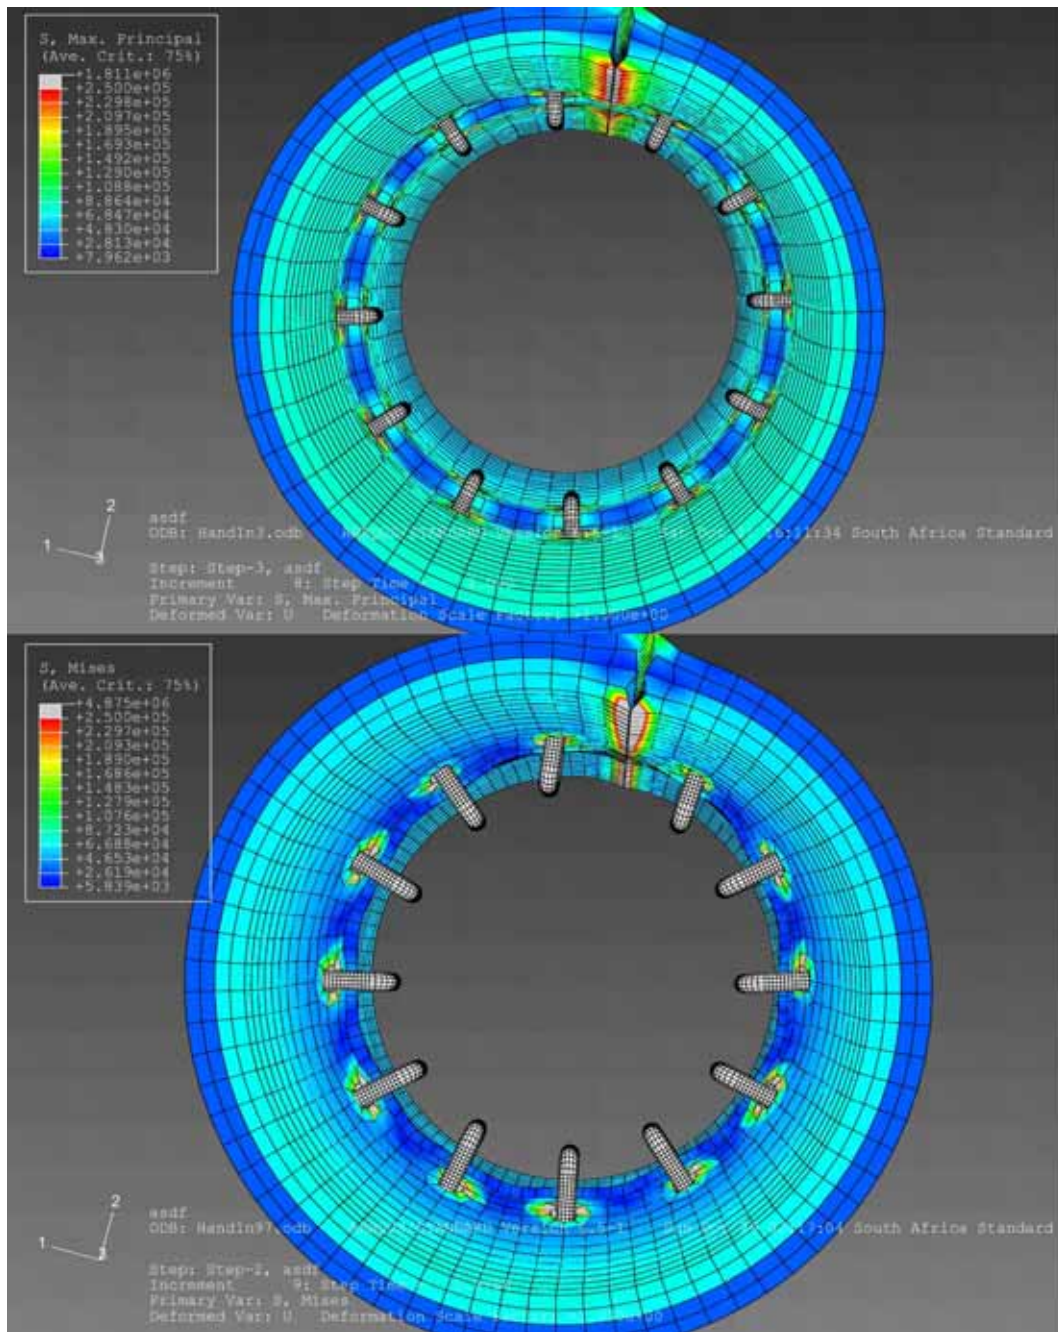 S, Max. Principal
(Ave. Crit.: 75%)
+1.811e+06
+2.500e+05
+2.298e+05
+2.097e+05
+1.895e+05
+1.693e+05
+1.492e+05
+1.290e+05
+1.088e+05
+8.864e+04
+6.847e+04
+4.830e+04
+2.813e+04
+7.962e+03
2
1
3
asdf
ODB: HandIn3.odb
16:11:34 South Africa Standard
Step: Step-3, asdf
Increment 8: Step Time
Primary Var: S, Max. Principal
Deformed Var: U Deformation Scale Factor:
S, Mises
(Ave. Crit.: 75%)
+4.875e+06
+2.500e+05
+2.297e+05
+2.093e+05
+1.890e+05
+1.686e+05
+1.483e+05
+1.279e+05
+1.076e+05
+8.723e+04
+6.688e+04
+4.653e+04
+2.619e+04
+5.839e+03
2
1
3
asdf
ODB: HandIn97.odb Version South Africa Standard
Step: Step-2, asdf
Increment 9: Step Time
Primary Var: S, Mises
Deformed Var: U Deformation Scale